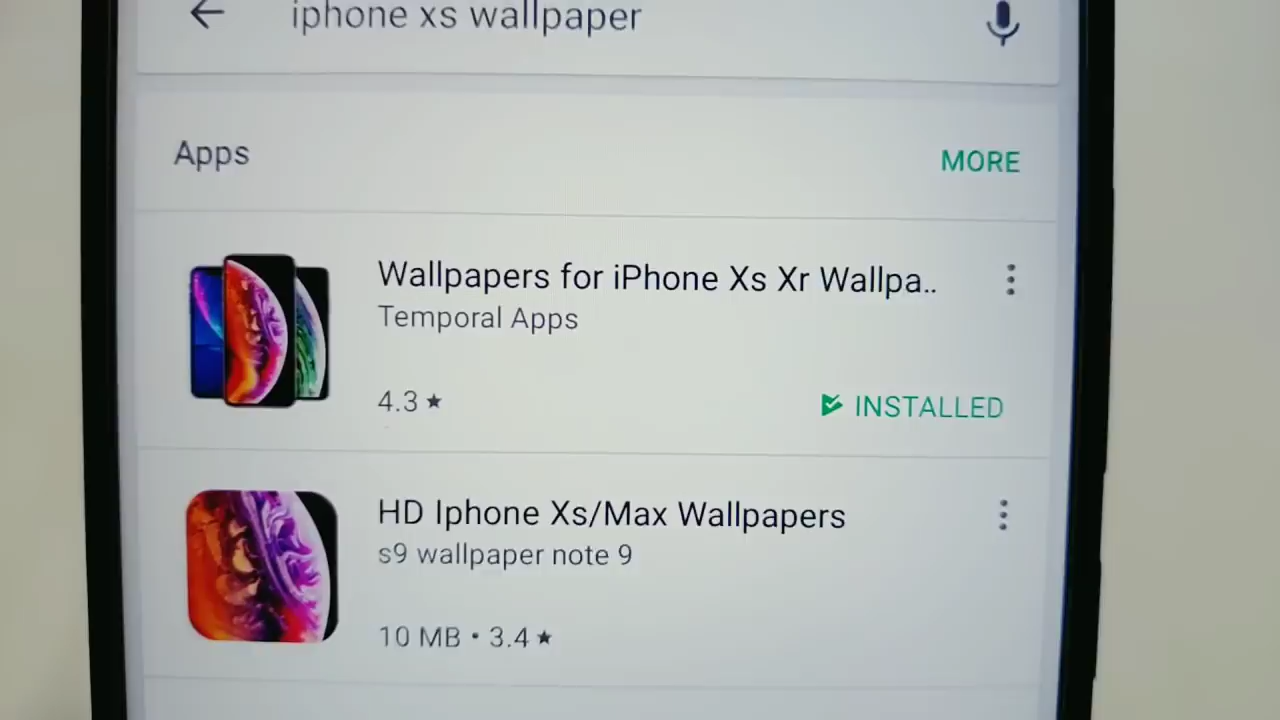 iphone xs wallpaper
Apps
MORE
Wallpapers for iPhone Xs Xr Wallpa..
Temporal Apps
4.3 ★
INSTALLED
HD Iphone Xs/Max Wallpapers
s9 wallpaper note 9
10 MB • 3.4 ★